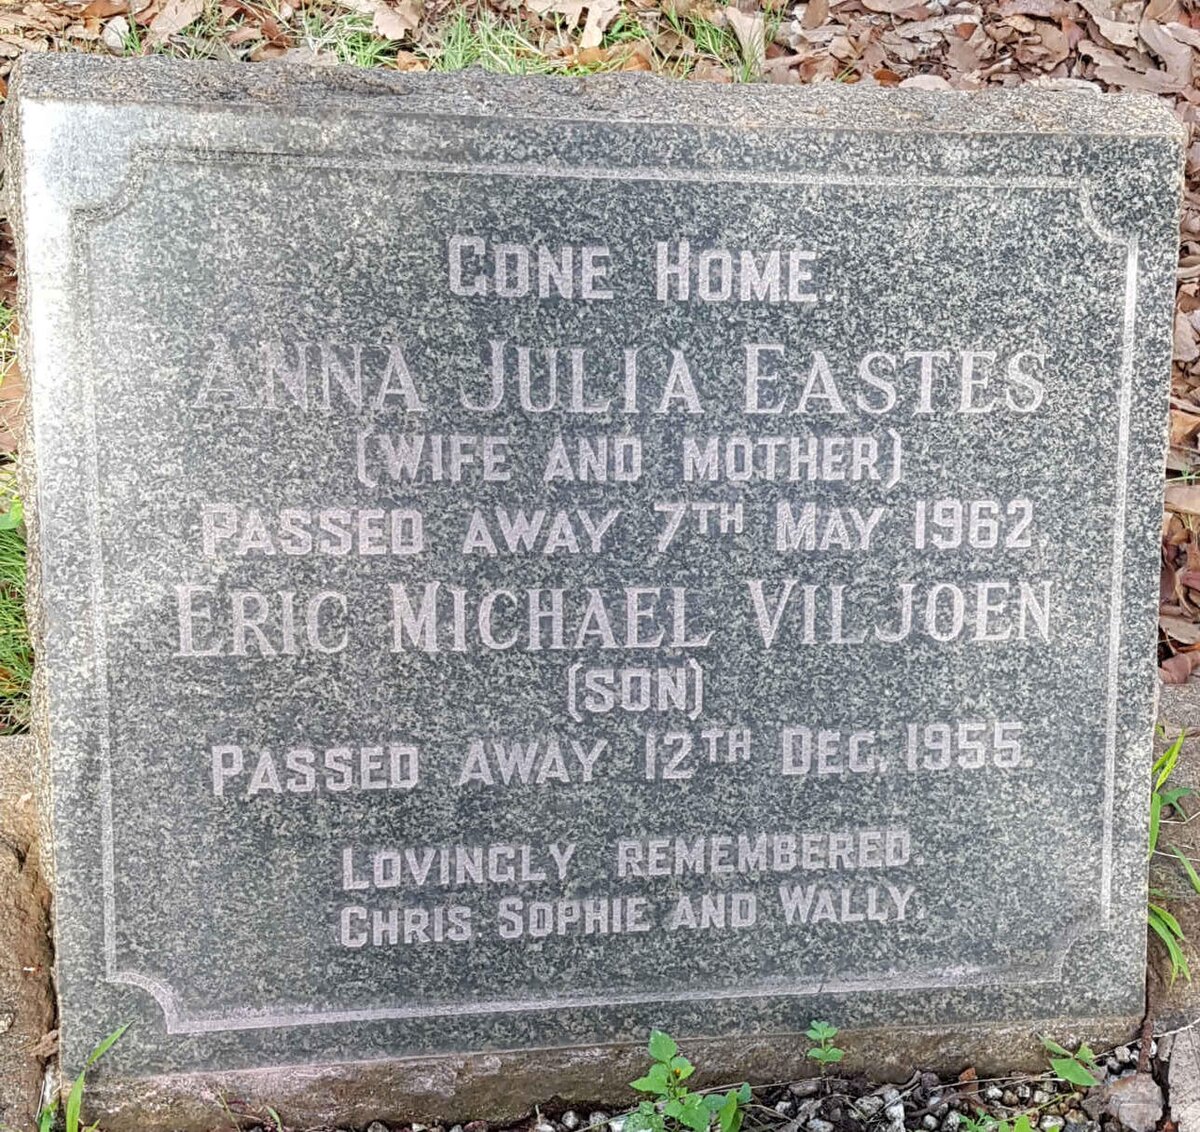 GONE HOME.
ANNA JULIA EASTES
(WIFE AND MOTHER)
PASSED AWAY 7TH MAY 1962.
ERIC MICHAEL VILJOEN
(SON)
PASSED AWAY 12TH DEC. 1955.
LOVINGLY REMEMBERED.
CHRIS. SOPHIE AND WALLY.